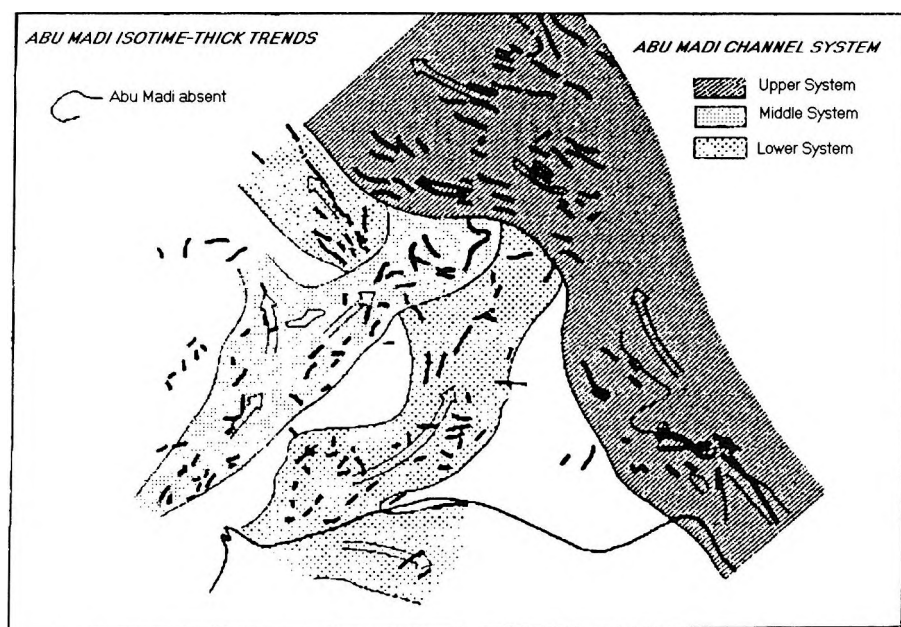 ABU MADI ISOTIME-THICK TRENDS
Abu Madi absent
ABU MADI CHANNEL SYSTEM
Upper System
Middle System
Lower System